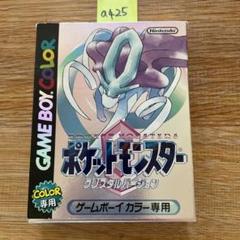 a425
Nintendo
GAME BOY COLOR
POCKET MONSTERS
ポケットモンスター
クリスタルバージョン
COLOR
専用
ゲームボーイ カラー専用